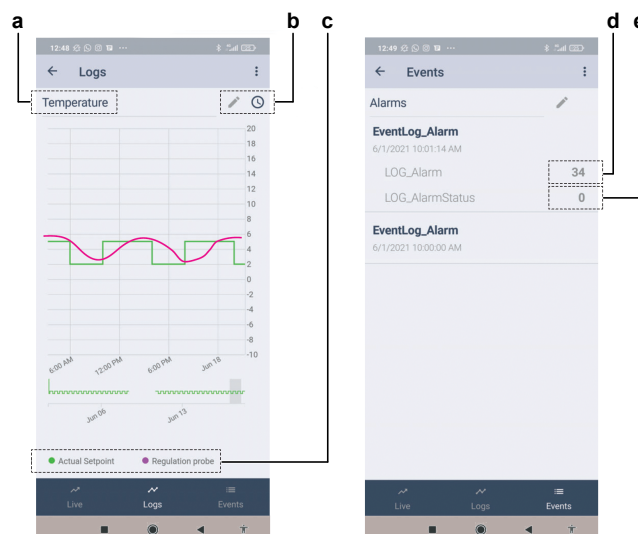 a
b
c
d
e
12:48
Logs
Temperature
20
18
16
14
12
10
8
6
4
2
0
-2
-4
-6
-8
-10
6:00 AM
12:00 PM
6:00 PM
Jun 18
Jun 06
Jun 13
Actual Setpoint
Regulation probe
Live
Logs
Events
12:49
Events
Alarms
EventLog_Alarm
6/1/2021 10:01:14 AM
LOG_Alarm
34
LOG_AlarmStatus
0
EventLog_Alarm
6/1/2021 10:00:00 AM
Live
Logs
Events